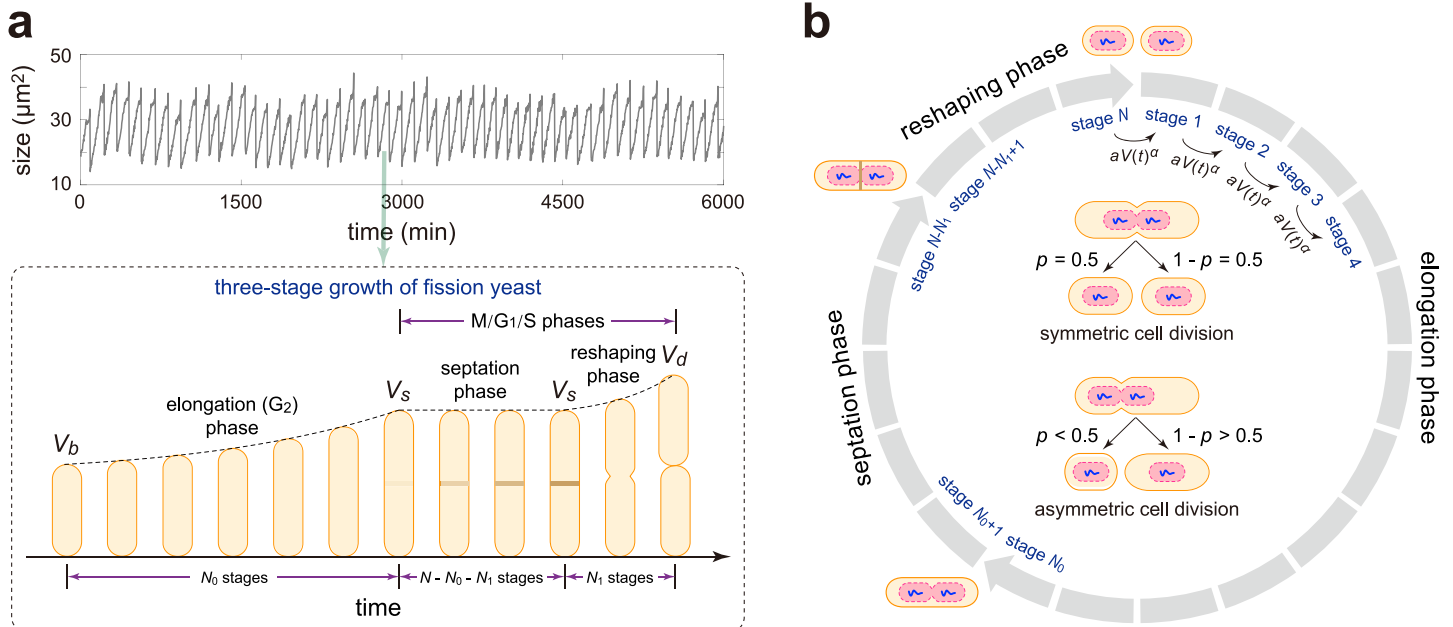 a
size (μm²)
50
30
10
0
1500
3000
4500
6000
time (min)
three-stage growth of fission yeast
M/G₁/S phases
elongation (G₂)
phase
septation
phase
reshaping
phase
V_b
V_s
V_s
V_d
N₀ stages
N - N₀ - N₁ stages
N₁ stages
time
b
reshaping phase
elongation phase
septation phase
stage N
stage 1
stage 2
stage 3
stage 4
aV(t)^α
aV(t)^α
aV(t)^α
aV(t)^α
stage N-N₁
stage N-N₁+1
stage N₀+1
stage N₀
p = 0.5
1 - p = 0.5
symmetric cell division
p < 0.5
1 - p > 0.5
asymmetric cell division